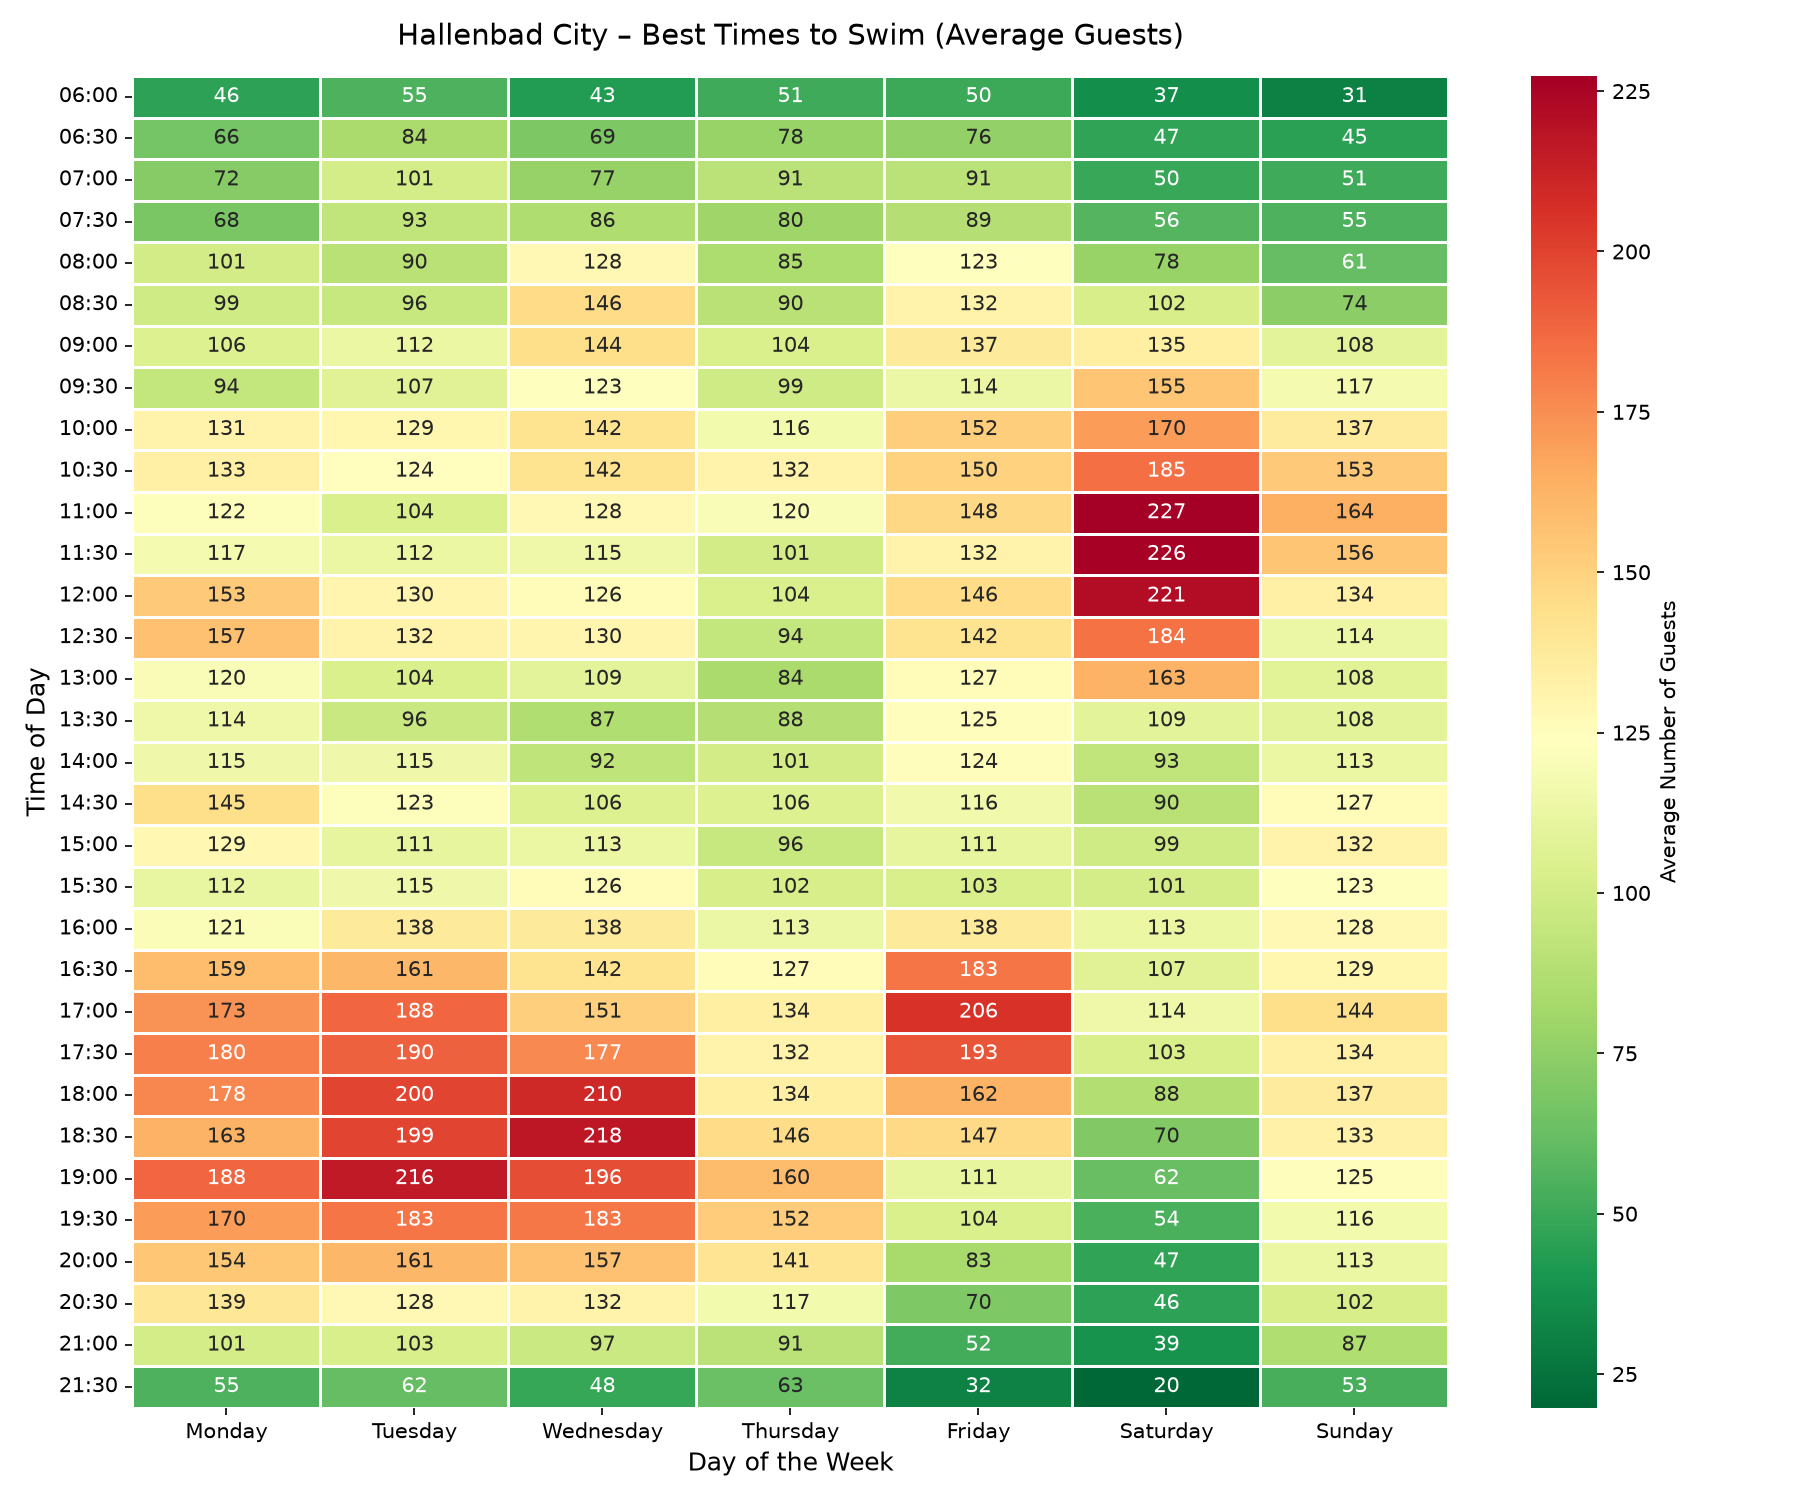 Hallenbad City – Best Times to Swim (Average Guests)
06:00 46 55 43 51 50 37 31
06:30 66 84 69 78 76 47 45
07:00 72 101 77 91 91 50 51
07:30 68 93 86 80 89 56 55
08:00 101 90 128 85 123 78 61
08:30 99 96 146 90 132 102 74
09:00 106 112 144 104 137 135 108
09:30 94 107 123 99 114 155 117
10:00 131 129 142 116 152 170 137
10:30 133 124 142 132 150 185 153
11:00 122 104 128 120 148 227 164
11:30 117 112 115 101 132 226 156
12:00 153 130 126 104 146 221 134
12:30 157 132 130 94 142 184 114
13:00 120 104 109 84 127 163 108
13:30 114 96 87 88 125 109 108
14:00 115 115 92 101 124 93 113
14:30 145 123 106 106 116 90 127
15:00 129 111 113 96 111 99 132
15:30 112 115 126 102 103 101 123
16:00 121 138 138 113 138 113 128
16:30 159 161 142 127 183 107 129
17:00 173 188 151 134 206 114 144
17:30 180 190 177 132 193 103 134
18:00 178 200 210 134 162 88 137
18:30 163 199 218 146 147 70 133
19:00 188 216 196 160 111 62 125
19:30 170 183 183 152 104 54 116
20:00 154 161 157 141 83 47 113
20:30 139 128 132 117 70 46 102
21:00 101 103 97 91 52 39 87
21:30 55 62 48 63 32 20 53
Monday Tuesday Wednesday Thursday Friday Saturday Sunday
Day of the Week
Time of Day
225
200
175
150
125
100
75
50
25
Average Number of Guests